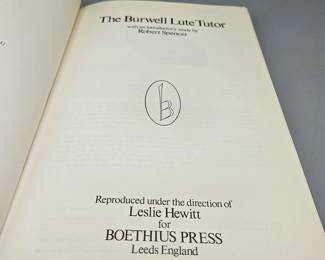 The Burwell Lute Tutor
with an introductory study by
Robert Spencer
Reproduced under the direction of
Leslie Hewitt
for
BOETHIUS PRESS
Leeds England